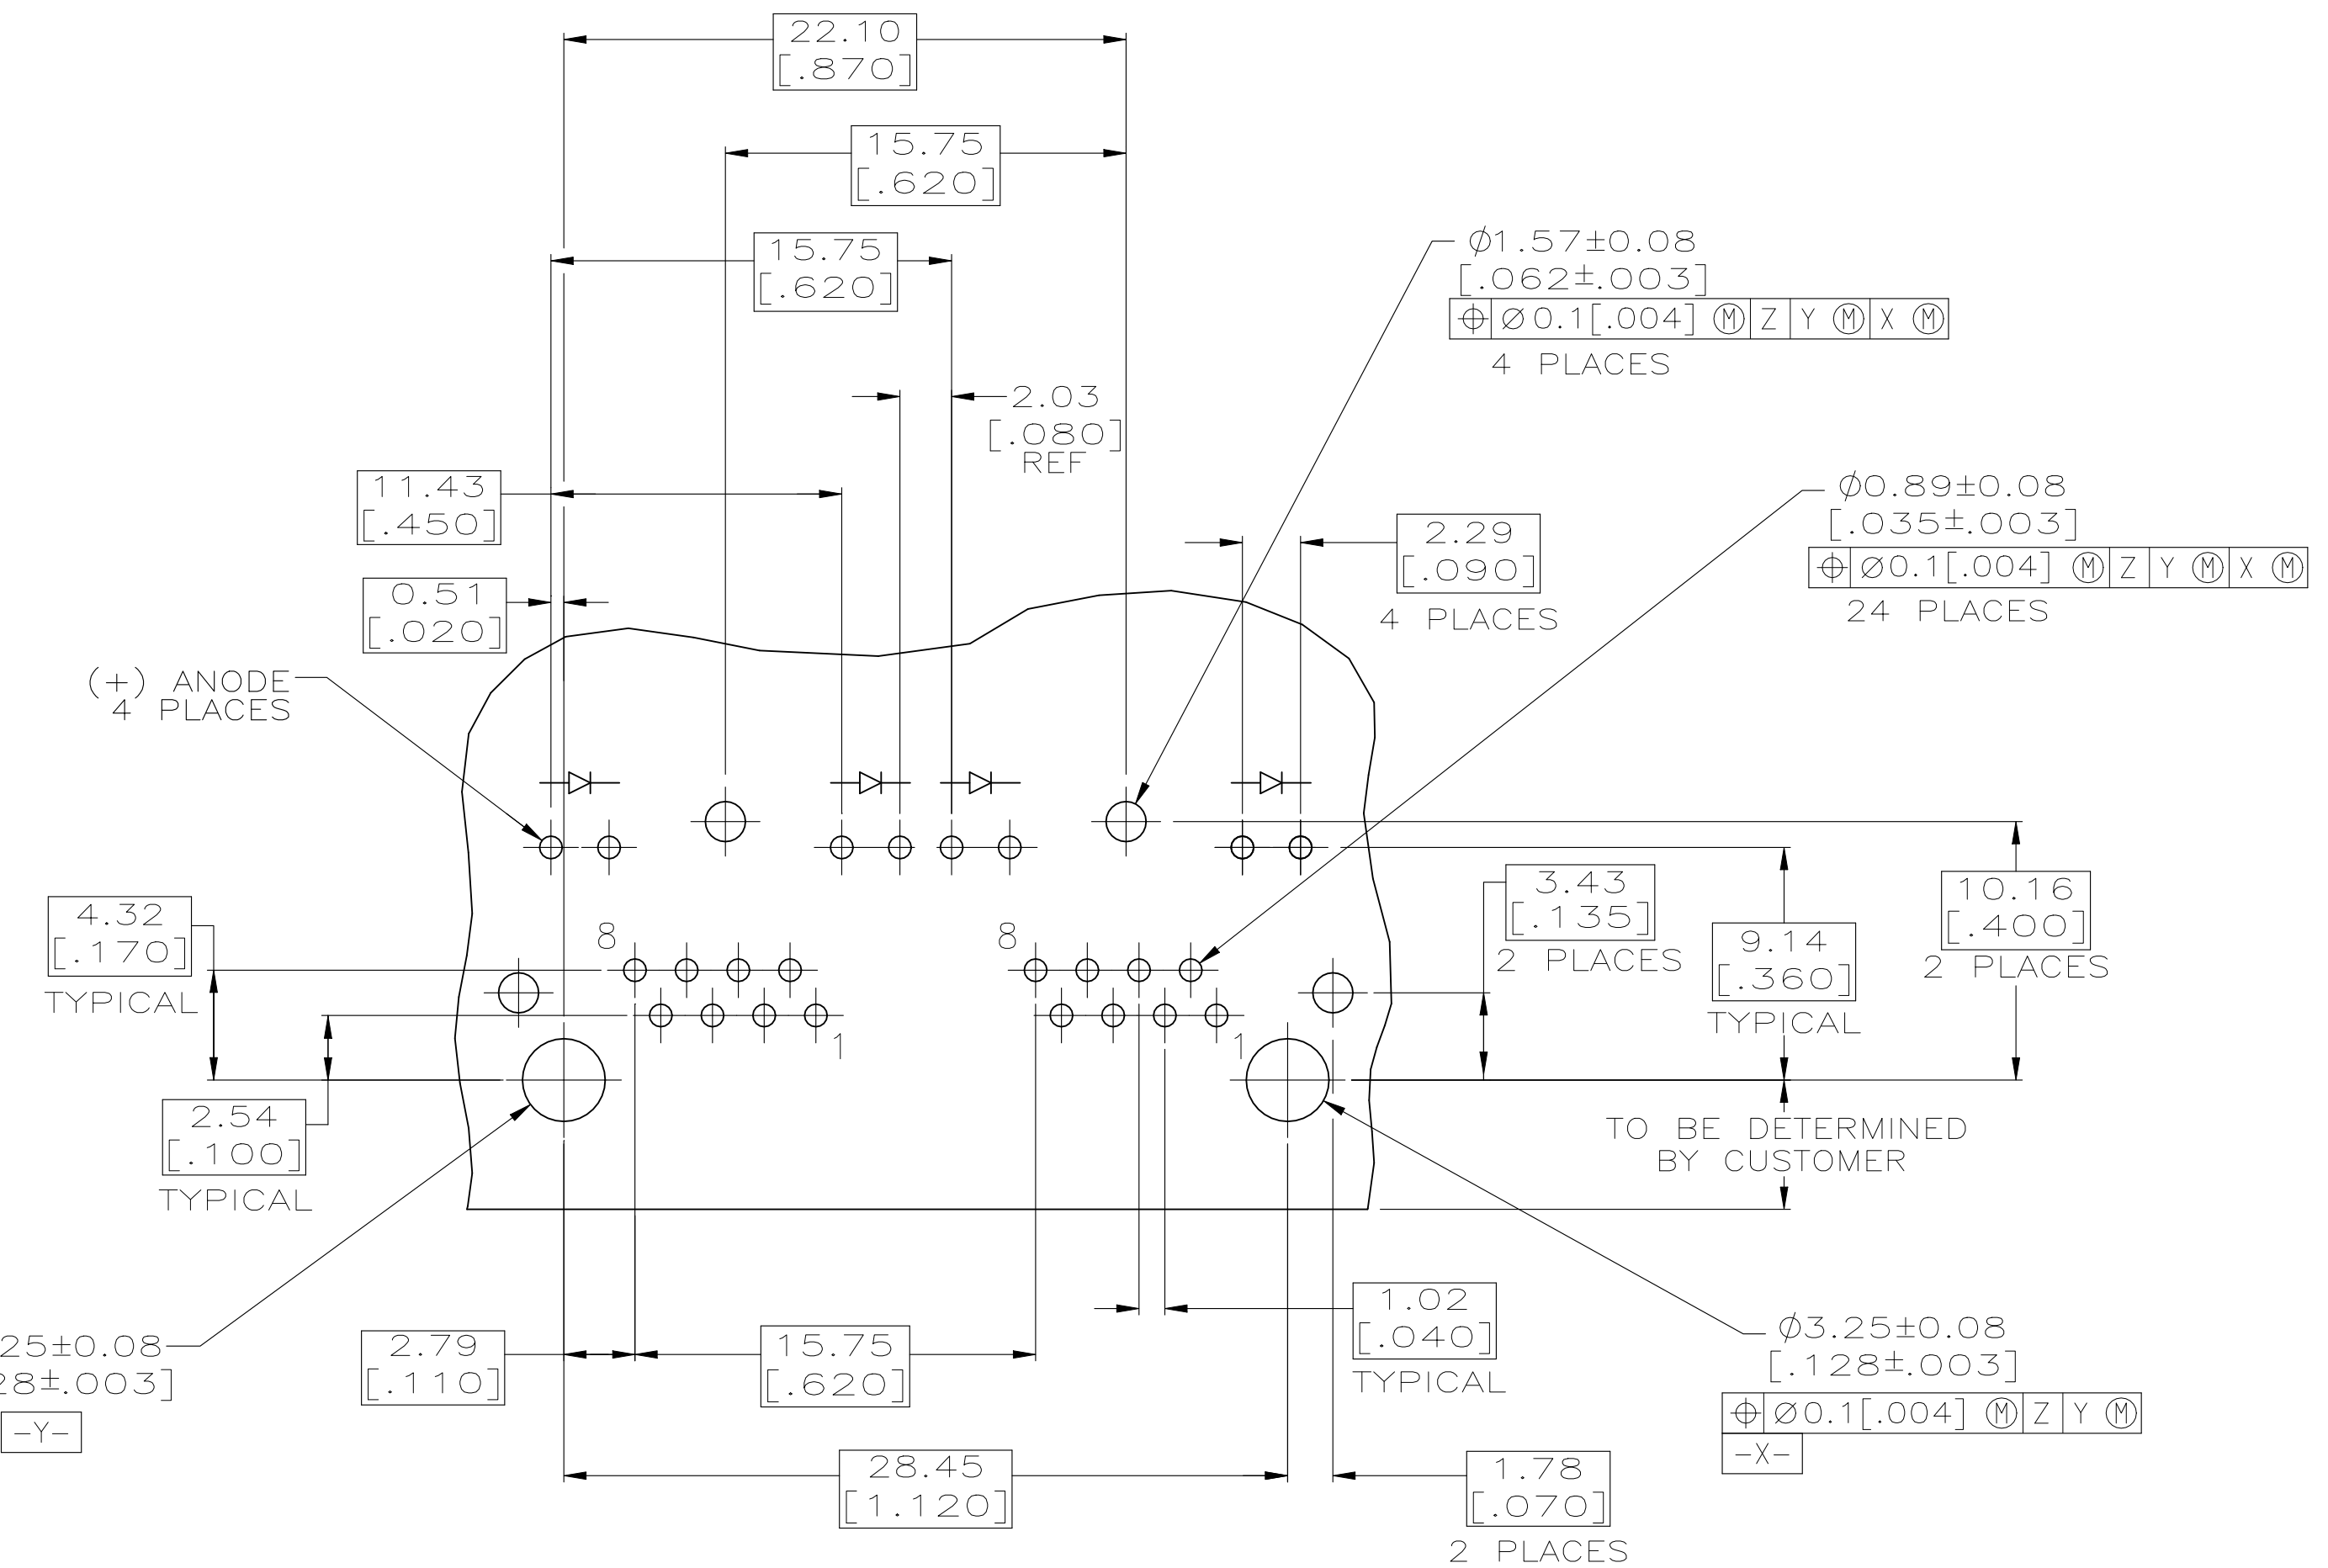 22.10
[.870]
15.75
[.620]
15.75
[.620]
Ø1.57±0.08
[.062±.003]
⌖ Ø0.1[.004] Ⓜ Z Y Ⓜ X Ⓜ
4 PLACES
2.03
[.080]
REF
11.43
[.450]
Ø0.89±0.08
[.035±.003]
⌖ Ø0.1[.004] Ⓜ Z Y Ⓜ X Ⓜ
24 PLACES
2.29
[.090]
4 PLACES
0.51
[.020]
(+) ANODE
4 PLACES
4.32
[.170]
TYPICAL
8
8
3.43
[.135]
2 PLACES
9.14
[.360]
TYPICAL
10.16
[.400]
2 PLACES
1
1
2.54
[.100]
TYPICAL
TO BE DETERMINED
BY CUSTOMER
25±0.08
28±.003]
-Y-
2.79
[.110]
15.75
[.620]
1.02
[.040]
TYPICAL
Ø3.25±0.08
[.128±.003]
⌖ Ø0.1[.004] Ⓜ Z Y Ⓜ
-X-
28.45
[1.120]
1.78
[.070]
2 PLACES